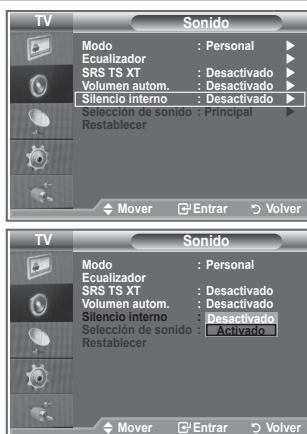 TV Sonido
Modo : Personal
Ecualizador
SRS TS XT : Desactivado
Volumen autom. : Desactivado
Silencio interno : Desactivado
Selección de sonido : Principal
Restablecer
Mover Entrar Volver
TV Sonido
Modo : Personal
Ecualizador
SRS TS XT : Desactivado
Volumen autom. : Desactivado
Silencio interno : Desactivado
Selección de sonido : Activado
Restablecer
Mover Entrar Volver